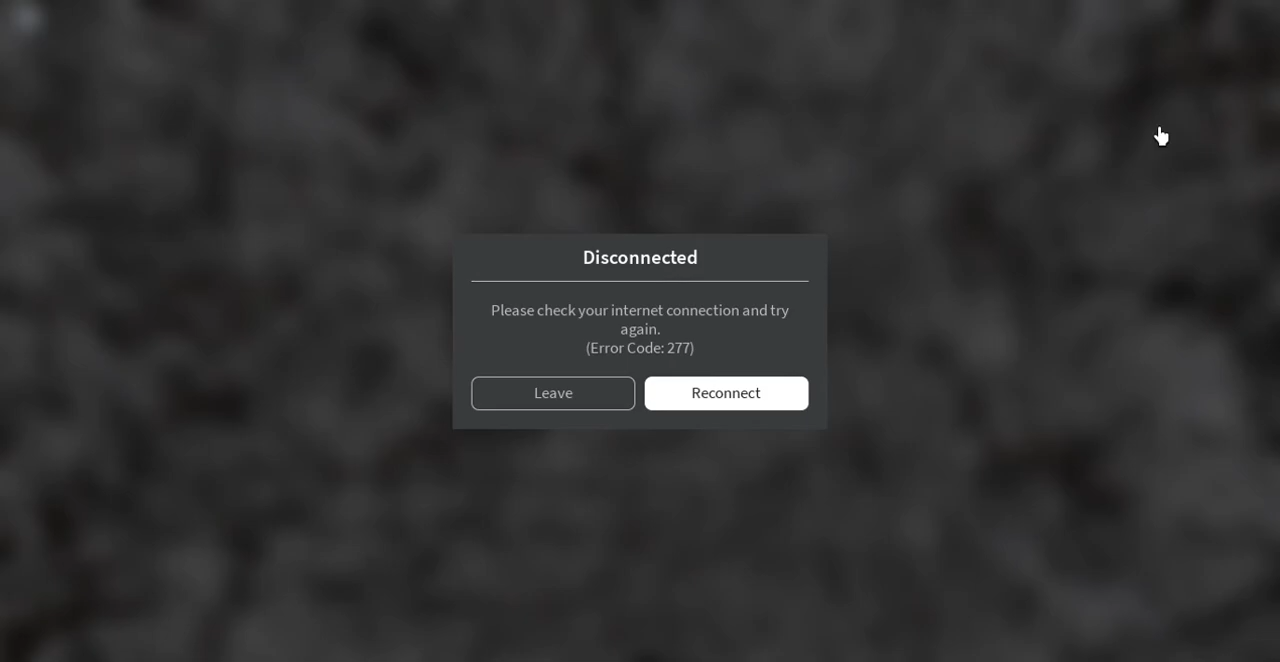 Disconnected
Please check your internet connection and try
again.
(Error Code: 277)
Leave
Reconnect